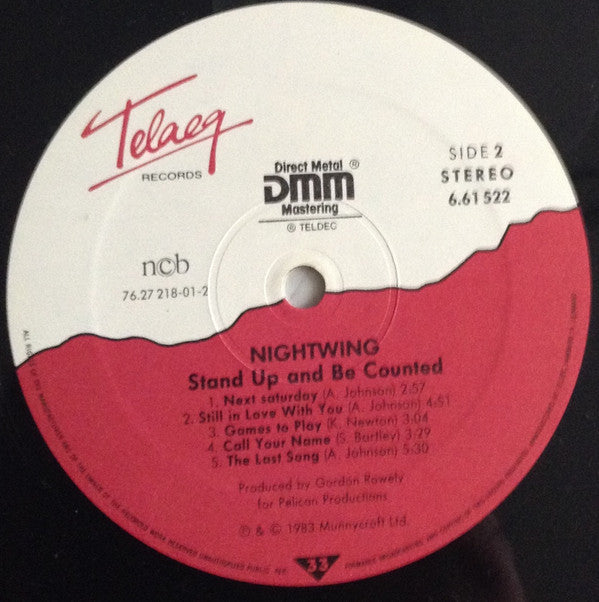 Telaeg
RECORDS
Direct Metal ®
DMM
Mastering
® TELDEC
SIDE 2
STEREO
6.61 522
ncb
76.27 218-01-2
NIGHTWING
Stand Up and Be Counted
1. Next saturday (A. Johnson) 2:57
2. Still in Love With You (A. Johnson) 4:51
3. Games to Play (K. Newton) 3:04
4. Call Your Name (S. Bartley) 3:29
5. The Last Song (A. Johnson) 5:30
Produced by Gordon Rowely
for Pelican Productions
℗ & © 1983 Munnycroft Ltd.
33